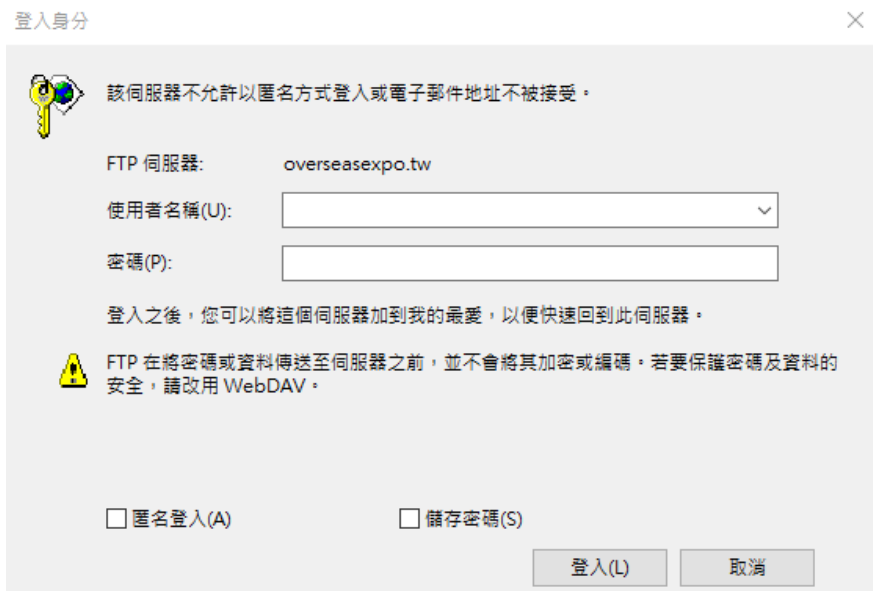 登入身分
該伺服器不允許以匿名方式登入或電子郵件地址不被接受。
FTP 伺服器: overseasexpo.tw
使用者名稱(U):
密碼(P):
登入之後，您可以將這個伺服器加到我的最愛，以便快速回到此伺服器。
FTP 在將密碼或資料傳送至伺服器之前，並不會將其加密或編碼。若要保護密碼及資料的
安全，請改用 WebDAV。
匿名登入(A) 儲存密碼(S)
登入(L) 取消